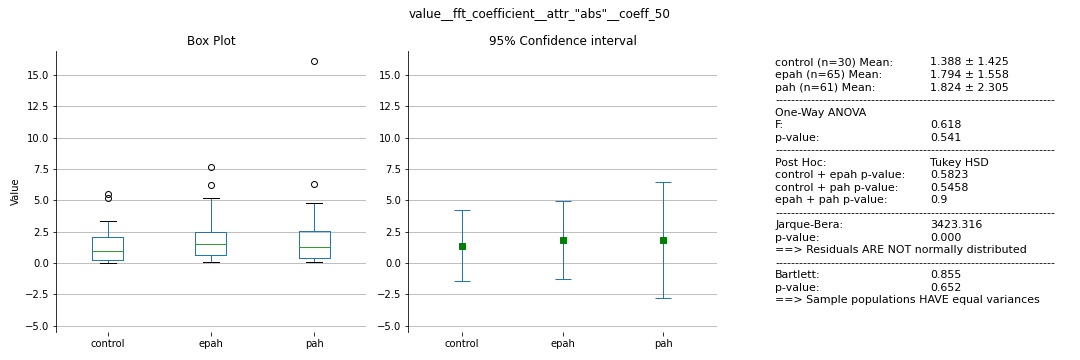 value__fft_coefficient__attr_"abs"__coeff_50
Box Plot
Value
15.0
12.5
10.0
7.5
5.0
2.5
0.0
−2.5
−5.0
control epah pah
95% Confidence interval
15.0
12.5
10.0
7.5
5.0
2.5
0.0
−2.5
−5.0
control epah pah
control (n=30) Mean: 1.388 ± 1.425
epah (n=65) Mean: 1.794 ± 1.558
pah (n=61) Mean: 1.824 ± 2.305
One-Way ANOVA
F: 0.618
p-value: 0.541
Post Hoc: Tukey HSD
control + epah p-value: 0.5823
control + pah p-value: 0.5458
epah + pah p-value: 0.9
Jarque-Bera: 3423.316
p-value: 0.000
==> Residuals ARE NOT normally distributed
Bartlett: 0.855
p-value: 0.652
==> Sample populations HAVE equal variances